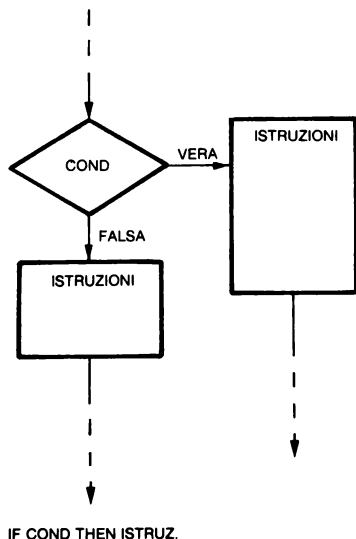 ISTRUZIONI
COND
VERA
FALSA
ISTRUZIONI
IF COND THEN ISTRUZ.